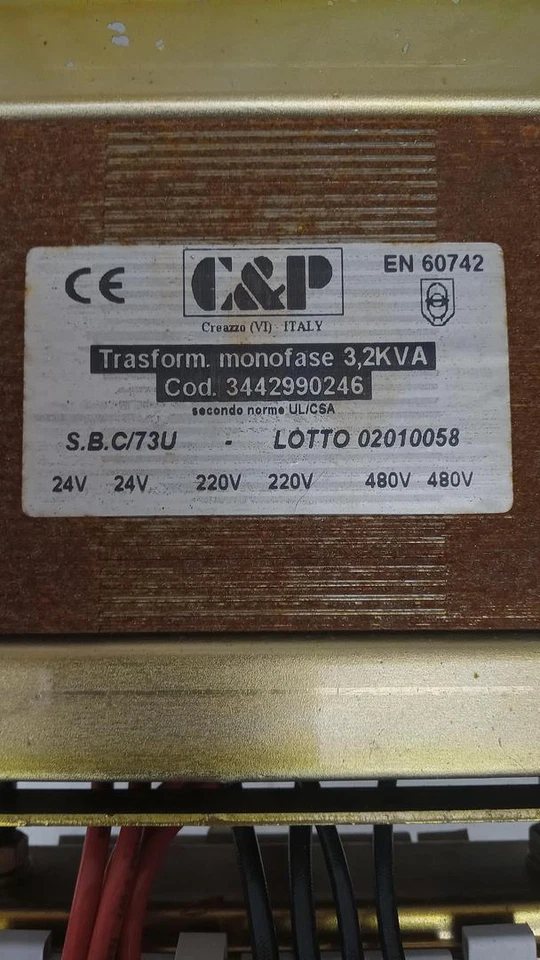 CE C&P EN 60742
Creazzo (VI) ITALY
Trasform. monofase 3,2KVA
Cod. 3442990246
secondo norme UL/CSA
S.B.C/73U - LOTTO 02010058
24V 24V 220V 220V 480V 480V